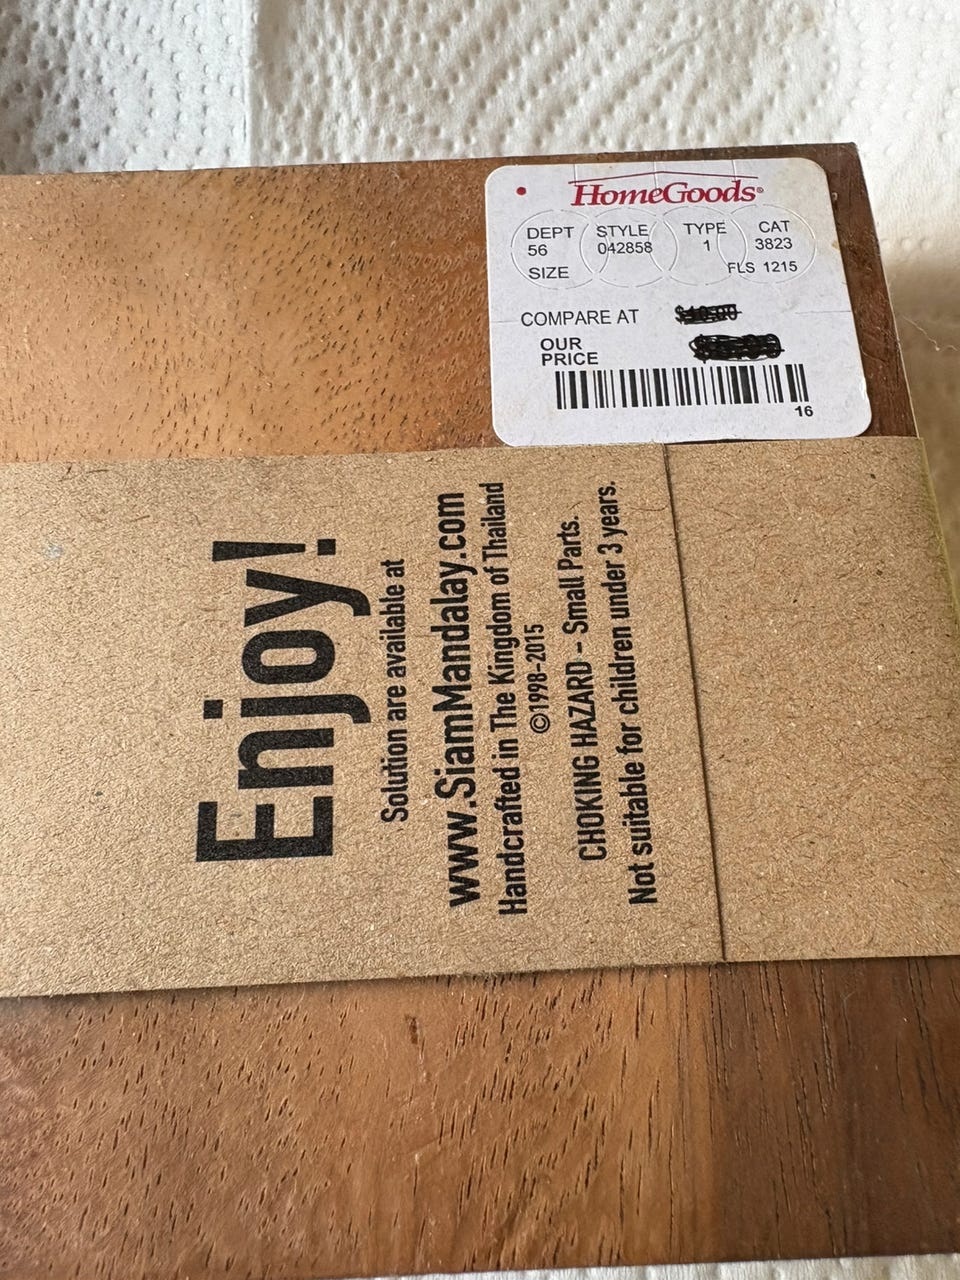 HomeGoods®
DEPT STYLE TYPE CAT
56 042858 1 3823
SIZE FLS 1215
COMPARE AT
OUR
PRICE
16
Enjoy!
Solution are available at
www.SiamMandalay.com
Handcrafted in The Kingdom of Thailand
©1998-2015
CHOKING HAZARD - Small Parts.
Not suitable for children under 3 years.